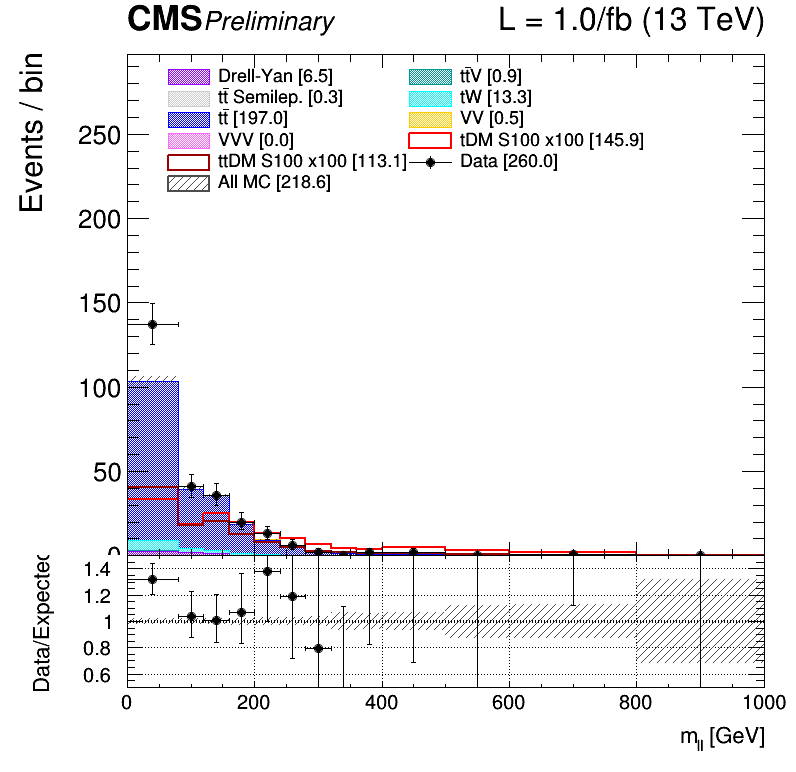 CMS Preliminary L = 1.0/fb (13 TeV)
Events / bin
Drell-Yan [6.5] tt̄V [0.9]
tt̄ Semilep. [0.3] tW [13.3]
tt̄ [197.0] VV [0.5]
VVV [0.0] tDM S100 x100 [145.9]
ttDM S100 x100 [113.1] Data [260.0]
All MC [218.6]
250
200
150
100
50
0
Data/Expected
1.4
1.2
1
0.8
0.6
0 200 400 600 800 1000
m_ll [GeV]